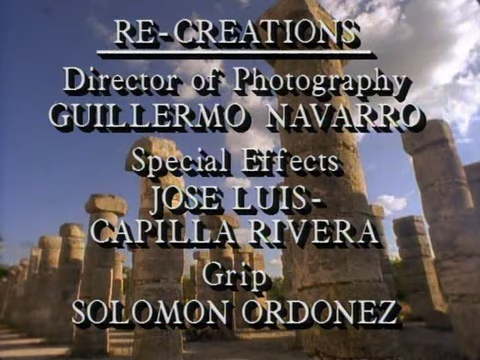 RE-CREATIONS
Director of Photography
GUILLERMO NAVARRO
Special Effects
JOSE LUIS-
CAPILLA RIVERA
Grip
SOLOMON ORDONEZ